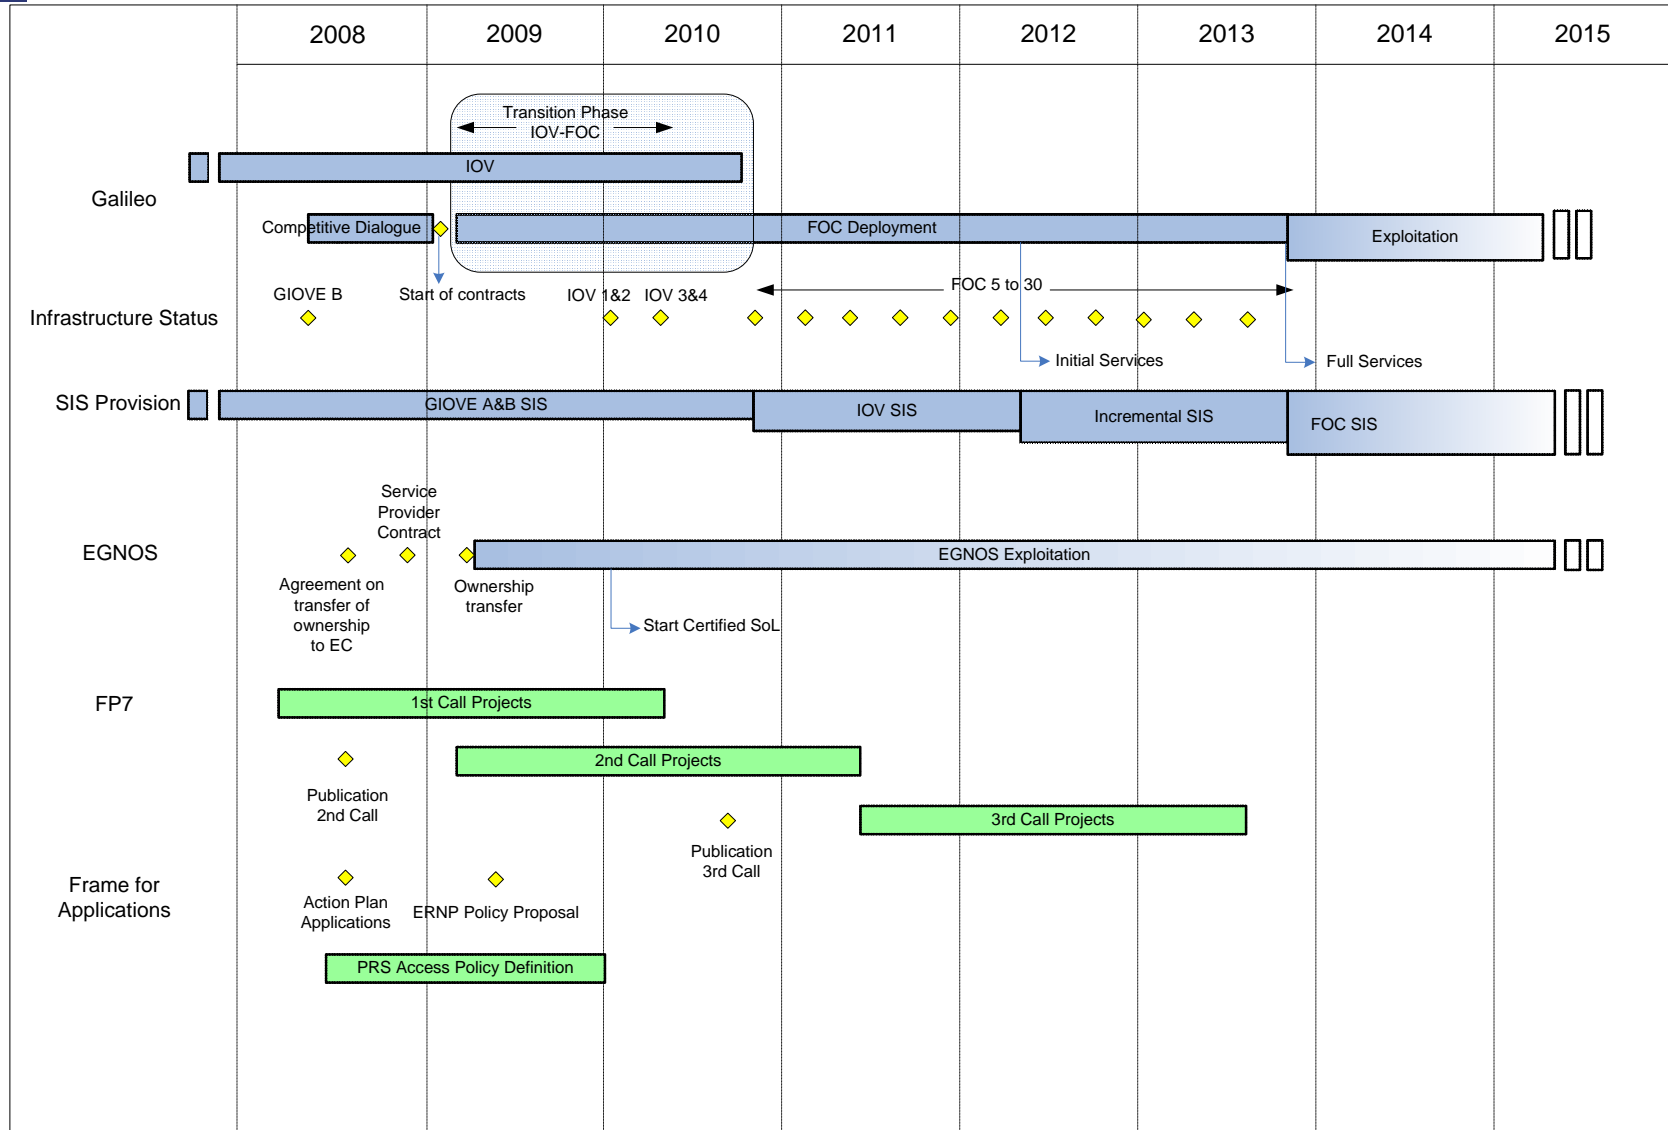 2008 2009 2010 2011 2012 2013 2014 2015
Transition Phase
IOV-FOC
IOV
Galileo
Competitive Dialogue
FOC Deployment
Exploitation
GIOVE B
Start of contracts
IOV 1&2
IOV 3&4
FOC 5 to 30
Infrastructure Status
Initial Services
Full Services
SIS Provision
GIOVE A&B SIS
IOV SIS
Incremental SIS
FOC SIS
Service
Provider
Contract
EGNOS
EGNOS Exploitation
Agreement on
transfer of
ownership
to EC
Ownership
transfer
Start Certified SoL
FP7
1st Call Projects
2nd Call Projects
Publication
2nd Call
3rd Call Projects
Publication
3rd Call
Frame for
Applications
Action Plan
Applications
ERNP Policy Proposal
PRS Access Policy Definition